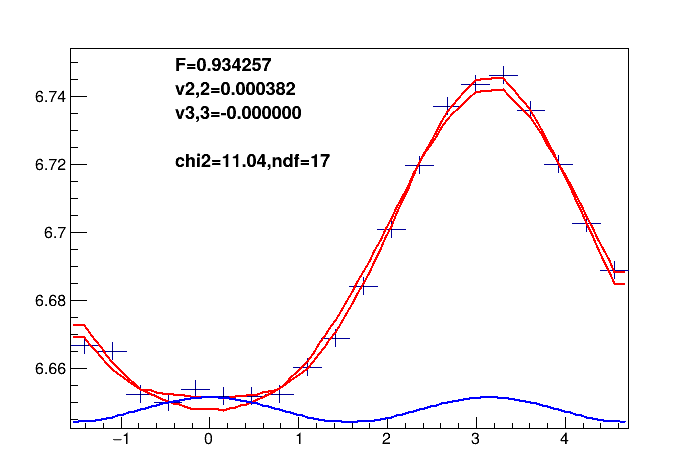 F=0.934257
v2,2=0.000382
v3,3=-0.000000
chi2=11.04,ndf=17
6.74
6.72
6.7
6.68
6.66
−1 0 1 2 3 4